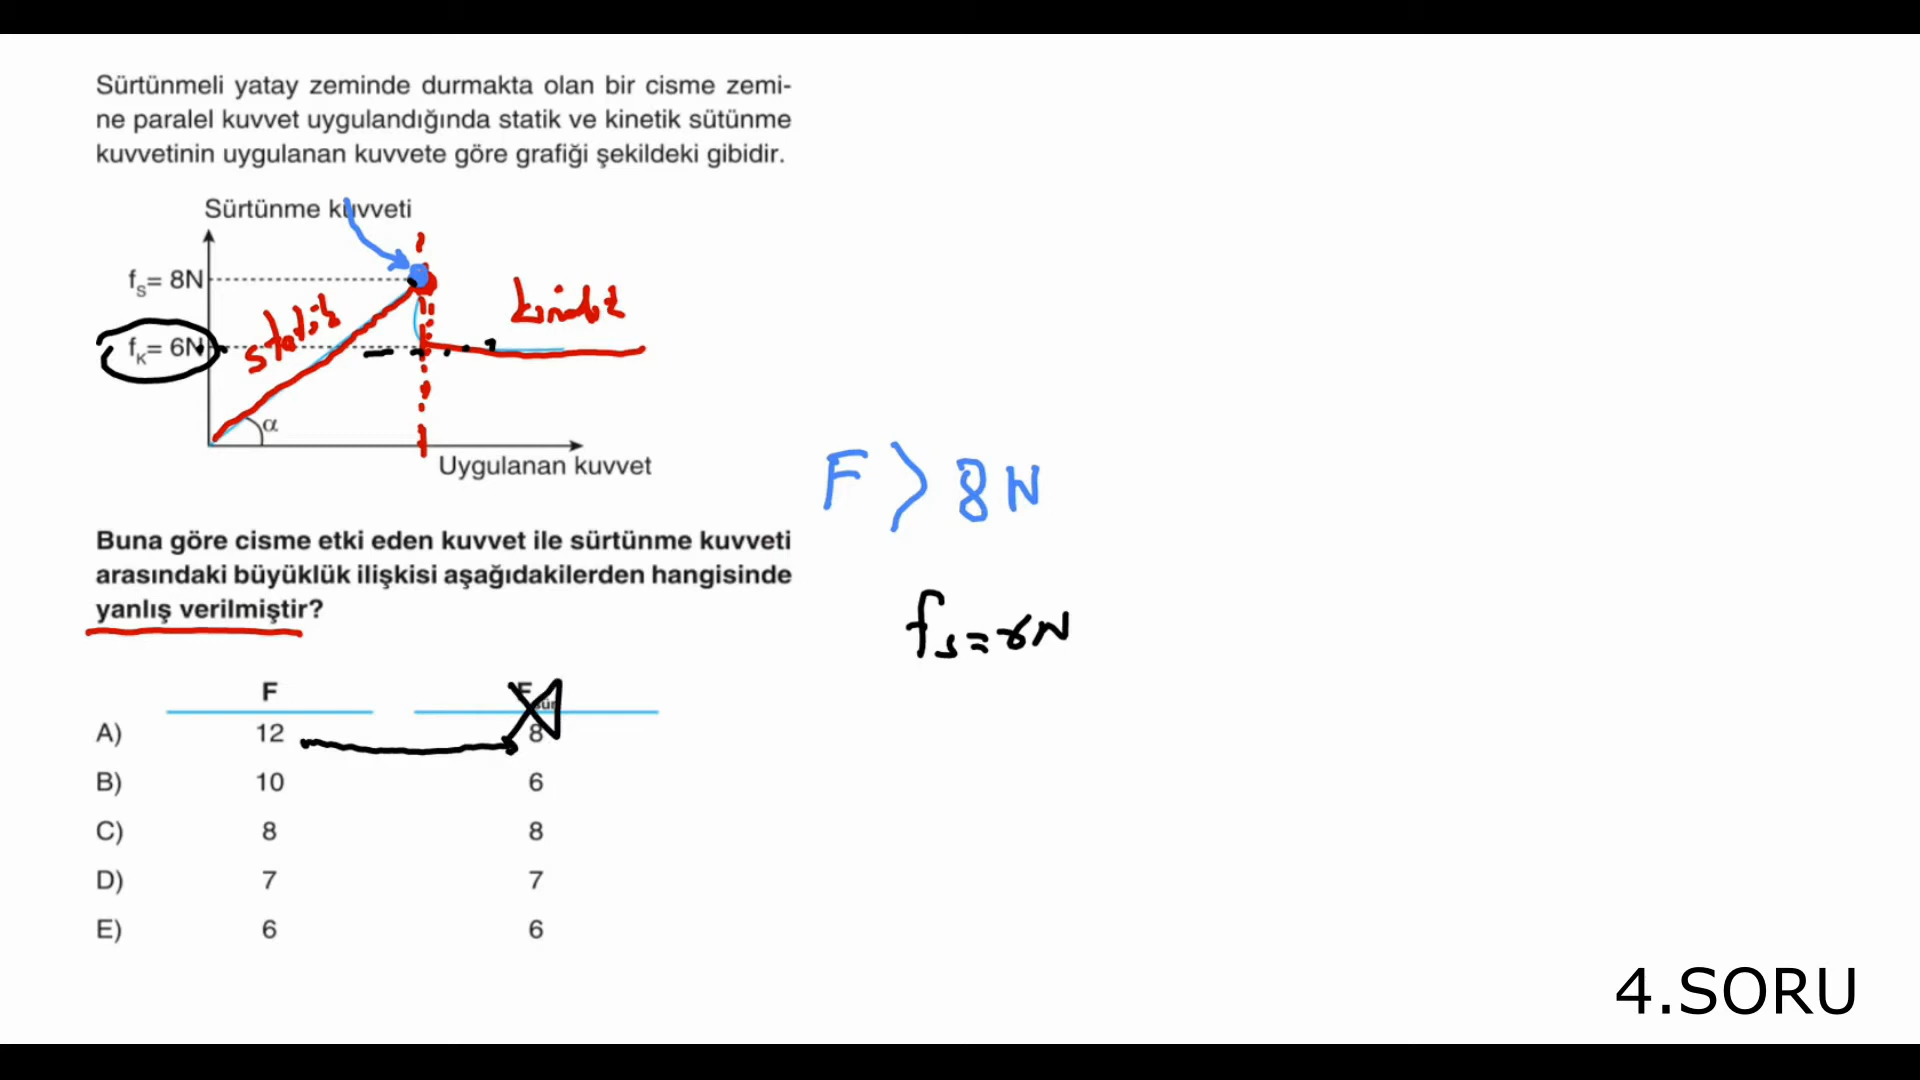 Sürtünmeli yatay zeminde durmakta olan bir cisme zemi-
ne paralel kuvvet uygulandığında statik ve kinetik sütünme
kuvvetinin uygulanan kuvvete göre grafiği şekildeki gibidir.
Sürtünme kuvveti
fs= 8N
statik
kinetik
fk= 6N
α
Uygulanan kuvvet
F > 8N
Buna göre cisme etki eden kuvvet ile sürtünme kuvveti
arasındaki büyüklük ilişkisi aşağıdakilerden hangisinde
yanlış verilmiştir?
fs = 6N
F Fsür
A) 12 8
B) 10 6
C) 8 8
D) 7 7
E) 6 6
4.SORU